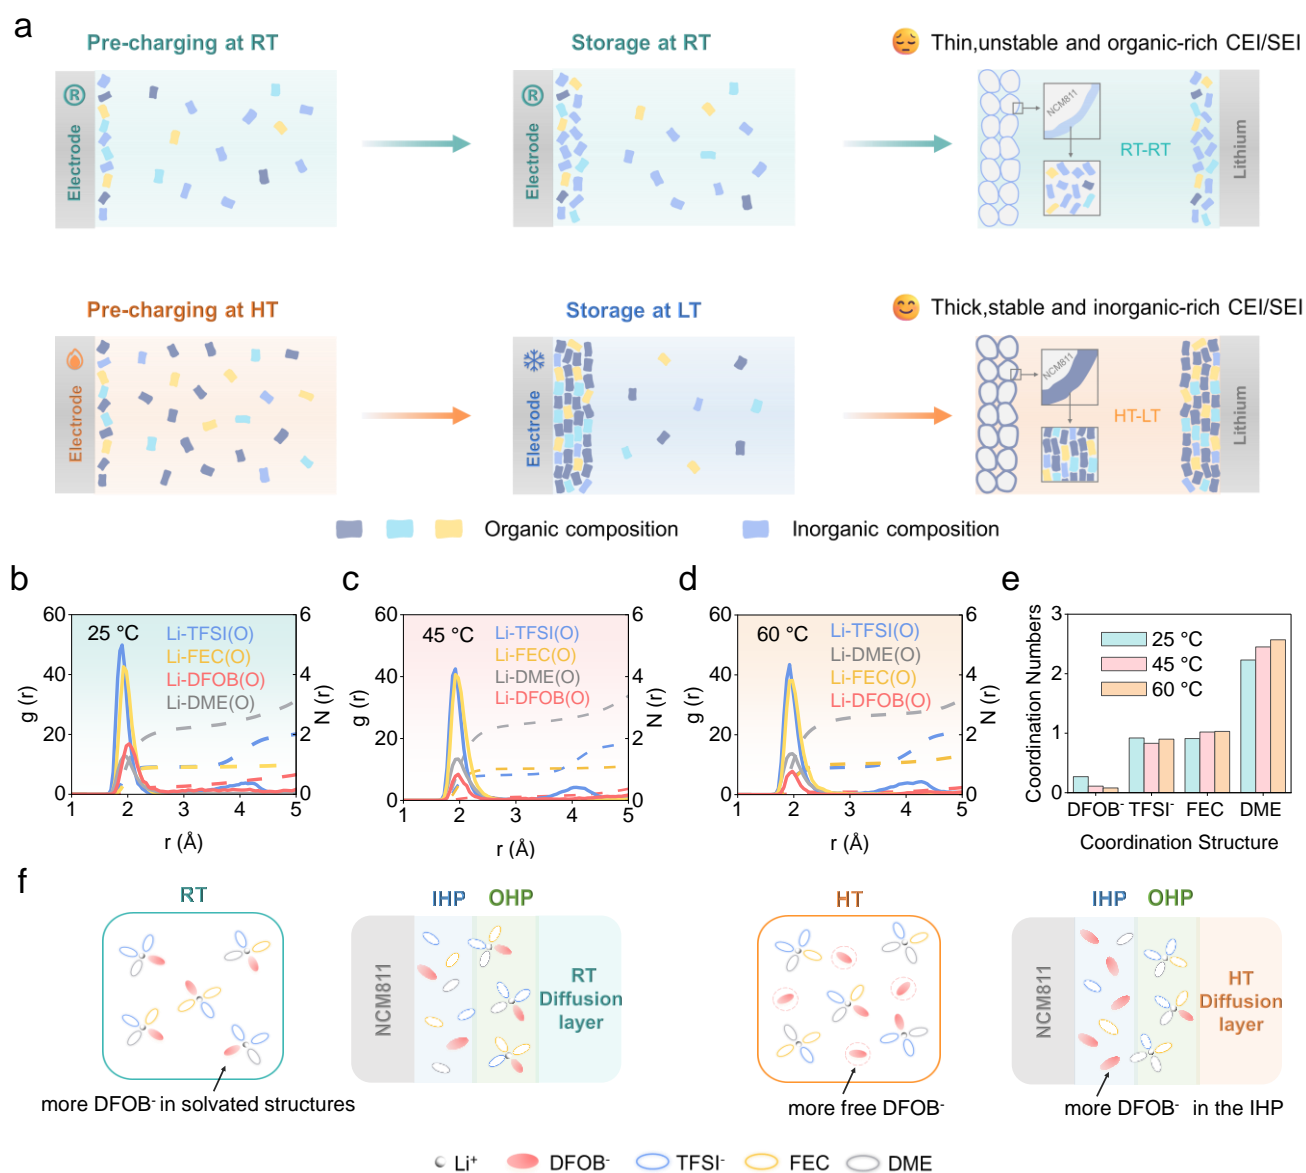 a
Pre-charging at RT
Storage at RT
Thin,unstable and organic-rich CEI/SEI
R
Electrode
R
Electrode
NCM811
RT-RT
Lithium
Pre-charging at HT
Storage at LT
Thick,stable and inorganic-rich CEI/SEI
Electrode
Electrode
NCM811
HT-LT
Lithium
Organic composition
Inorganic composition
b
25 °C
Li-TFSI(O)
Li-FEC(O)
Li-DFOB(O)
Li-DME(O)
g (r)
60
40
20
0
N (r)
6
4
2
0
1 2 3 4 5
r (Å)
c
45 °C
Li-TFSI(O)
Li-FEC(O)
Li-DME(O)
Li-DFOB(O)
g (r)
60
40
20
0
N (r)
6
4
2
0
1 2 3 4 5
r (Å)
d
60 °C
Li-TFSI(O)
Li-DME(O)
Li-FEC(O)
Li-DFOB(O)
g (r)
60
40
20
0
N (r)
6
4
2
0
1 2 3 4 5
r (Å)
e
Coordination Numbers
3
2
1
0
25 °C
45 °C
60 °C
DFOB⁻ TFSI⁻ FEC DME
Coordination Structure
f
RT
more DFOB⁻ in solvated structures
IHP OHP
NCM811
RT
Diffusion
layer
HT
more free DFOB⁻
IHP OHP
NCM811
HT
Diffusion
layer
more DFOB⁻ in the IHP
Li⁺ DFOB⁻ TFSI⁻ FEC DME